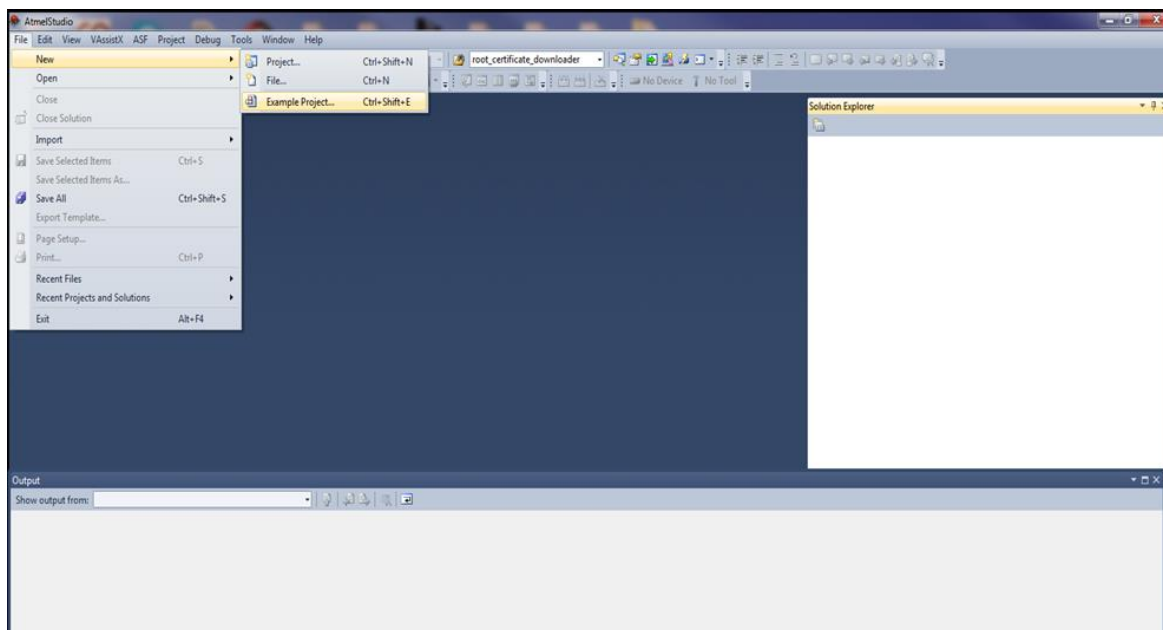 AtmelStudio
File Edit View VAssistX ASF Project Debug Tools Window Help
New
Project... Ctrl+Shift+N
root_certificate_downloader
Open
File... Ctrl+N
No Device No Tool
Close
Example Project... Ctrl+Shift+E
Solution Explorer
Close Solution
Import
Save Selected Items Ctrl+S
Save Selected Items As...
Save All Ctrl+Shift+S
Export Template...
Page Setup...
Print... Ctrl+P
Recent Files
Recent Projects and Solutions
Exit Alt+F4
Output
Show output from: